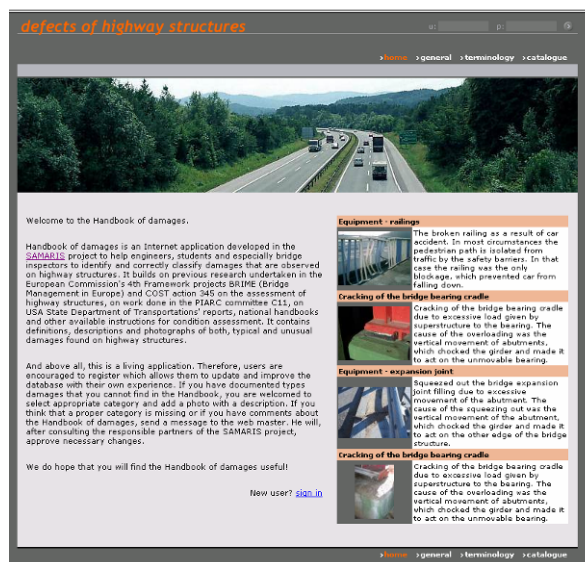 defects of highway structures
u:
p:
›home ›general ›terminology ›catalogue
Welcome to the Handbook of damages.
Handbook of damages is an Internet application developed in the
SAMARIS project to help engineers, students and especially bridge
inspectors to identify and correctly classify damages that are observed
on highway structures. It builds on previous research undertaken in the
European Commission's 4th Framework projects BRIME (Bridge
Management in Europe) and COST action 345 on the assessment of
highway structures, on work done in the PIARC committee C11, on
USA State Department of Transportations' reports, national handbooks
and other available instructions for condition assessment. It contains
definitions, descriptions and photographs of both, typical and unusual
damages found on highway structures.
And above all, this is a living application. Therefore, users are
encouraged to register which allows them to update and improve the
database with their own experience. If you have documented types
damages that you cannot find in the Handbook, you are welcomed to
select appropriate category and add a photo with a description. If you
think that a proper category is missing or if you have comments about
the Handbook of damages, send a message to the web master. He will,
after consulting the responsible partners of the SAMARIS project,
approve necessary changes.
We do hope that you will find the Handbook of damages useful!
New user? sign in
Equipment - railings
The broken railing as a result of car
accident. In most circumstances the
pedestrian path is isolated from
traffic by the safety barriers. In that
case the railing was the only
blockage, which prevented car from
falling down.
Cracking of the bridge bearing cradle
Cracking of the bridge bearing cradle
due to excessive load given by
superstructure to the bearing. The
cause of the overloading was the
vertical movement of abutments,
which chocked the girder and made it
to act on the unmovable bearing.
Equipment - expansion joint
Squeezed out the bridge expansion
joint filling due to excessive
movement of the abutment. The
cause of the squeezing out was the
vertical movement of the abutment,
which chocked the girder and made it
to act on the other edge of the bridge
structure.
Cracking of the bridge bearing cradle
Cracking of the bridge bearing cradle
due to excessive load given by
superstructure to the bearing. The
cause of the overloading was the
vertical movement of abutments,
which chocked the girder and made it
to act on the unmovable bearing.
›home ›general ›terminology ›catalogue